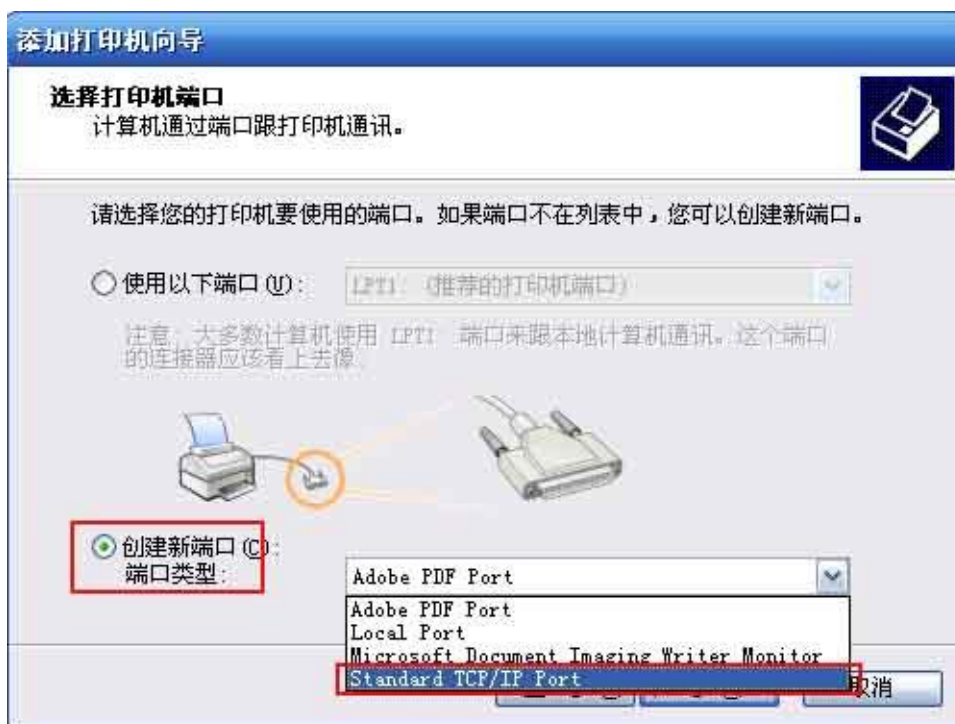 添加打印机向导
选择打印机端口
计算机通过端口跟打印机通讯。
请选择您的打印机要使用的端口。如果端口不在列表中，您可以创建新端口。
使用以下端口(U):
LPT1: (推荐的打印机端口)
注意: 大多数计算机使用 LPT1: 端口来跟本地计算机通讯。这个端口
的连接器应该看上去像:
创建新端口(C):
端口类型:
Adobe PDF Port
Adobe PDF Port
Local Port
Microsoft Document Imaging Writer Monitor
Standard TCP/IP Port
取消